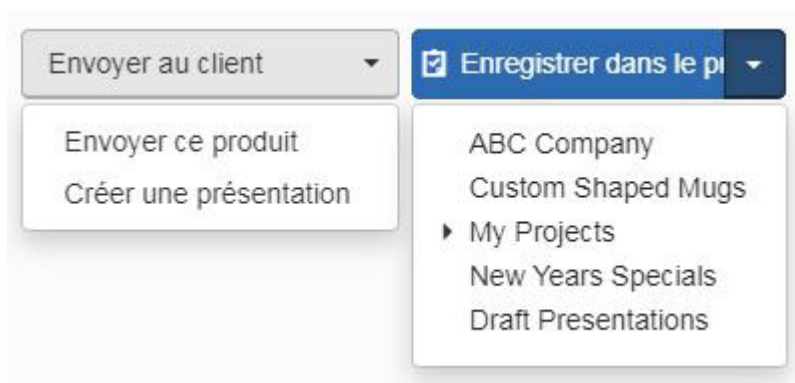 Envoyer au client
Enregistrer dans le
Envoyer ce produit
Créer une présentation
ABC Company
Custom Shaped Mugs
My Projects
New Years Specials
Draft Presentations